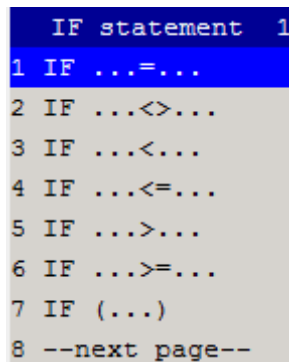 IF statement 1
1 IF ...=...
2 IF ...<>...
3 IF ...<...
4 IF ...<=...
5 IF ...>...
6 IF ...>=...
7 IF (...)
8 --next page--